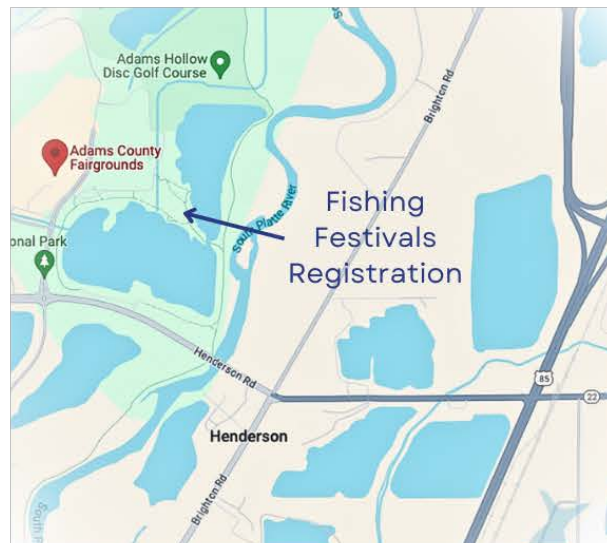 Adams Hollow
Disc Golf Course
Brighton Rd
Adams County
Fairgrounds
South Platte River
Fishing
Festivals
Registration
onal Park
Henderson Rd
85
22
Henderson
Brighton Rd
South